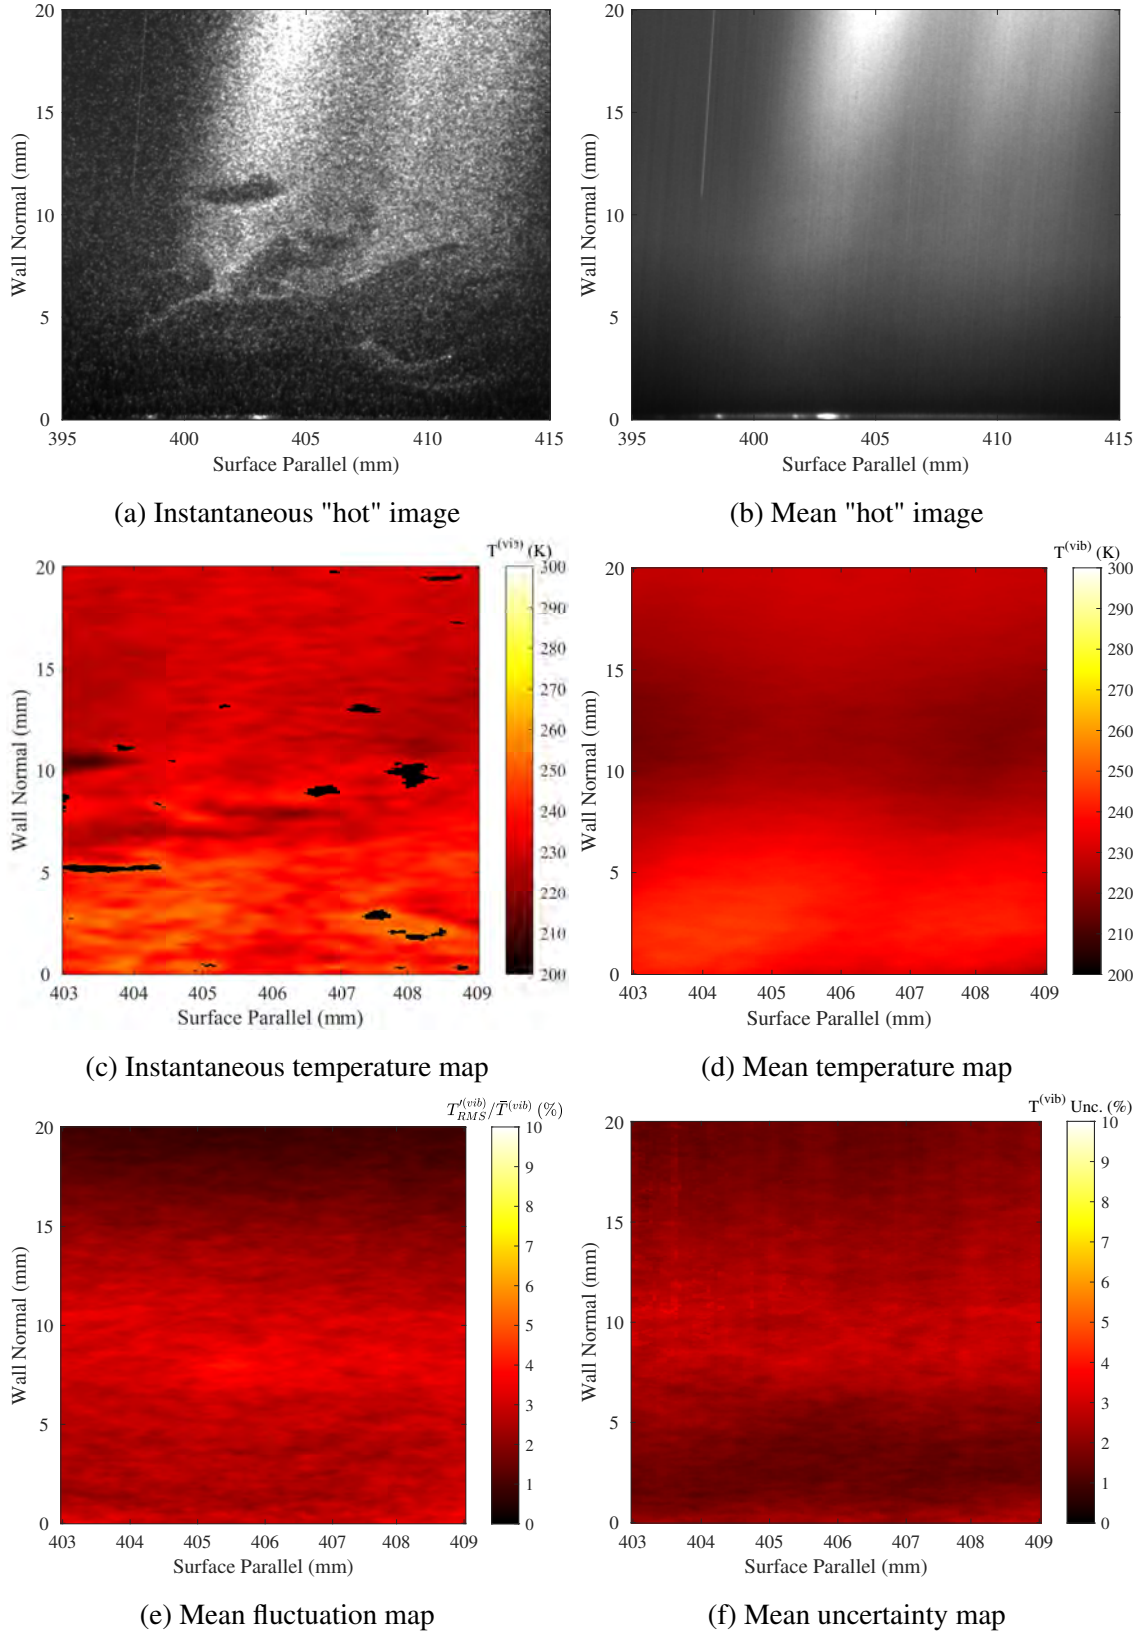 20
15
10
5
0
Wall Normal (mm)
395 400 405 410 415
Surface Parallel (mm)
(a) Instantaneous "hot" image
20
15
10
5
0
Wall Normal (mm)
395 400 405 410 415
Surface Parallel (mm)
(b) Mean "hot" image
T(vib) (K)
20
15
10
5
0
Wall Normal (mm)
300
290
280
270
260
250
240
230
220
210
200
403 404 405 406 407 408 409
Surface Parallel (mm)
(c) Instantaneous temperature map
T(vib) (K)
20
15
10
5
0
Wall Normal (mm)
300
290
280
270
260
250
240
230
220
210
200
403 404 405 406 407 408 409
Surface Parallel (mm)
(d) Mean temperature map
T′(vib)RMS/T̄(vib) (%)
20
15
10
5
0
Wall Normal (mm)
10
9
8
7
6
5
4
3
2
1
0
403 404 405 406 407 408 409
Surface Parallel (mm)
(e) Mean fluctuation map
T(vib) Unc. (%)
20
15
10
5
0
Wall Normal (mm)
10
9
8
7
6
5
4
3
2
1
0
403 404 405 406 407 408 409
Surface Parallel (mm)
(f) Mean uncertainty map